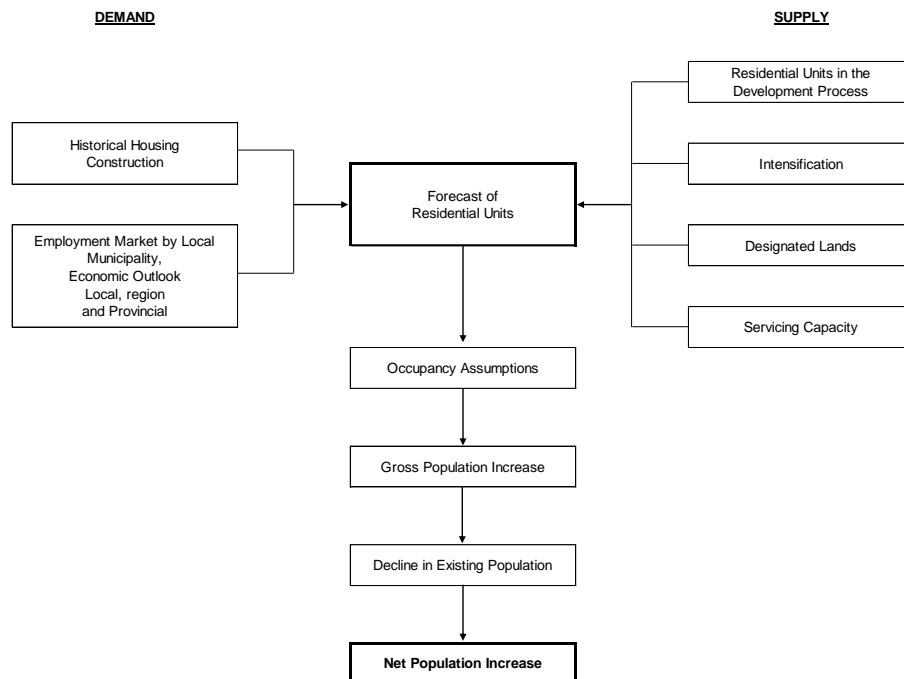 DEMAND
SUPPLY
Residential Units in the
Development Process
Historical Housing
Construction
Intensification
Forecast of
Residential Units
Employment Market by Local
Municipality,
Economic Outlook
Local, region
and Provincial
Designated Lands
Servicing Capacity
Occupancy Assumptions
Gross Population Increase
Decline in Existing Population
Net Population Increase